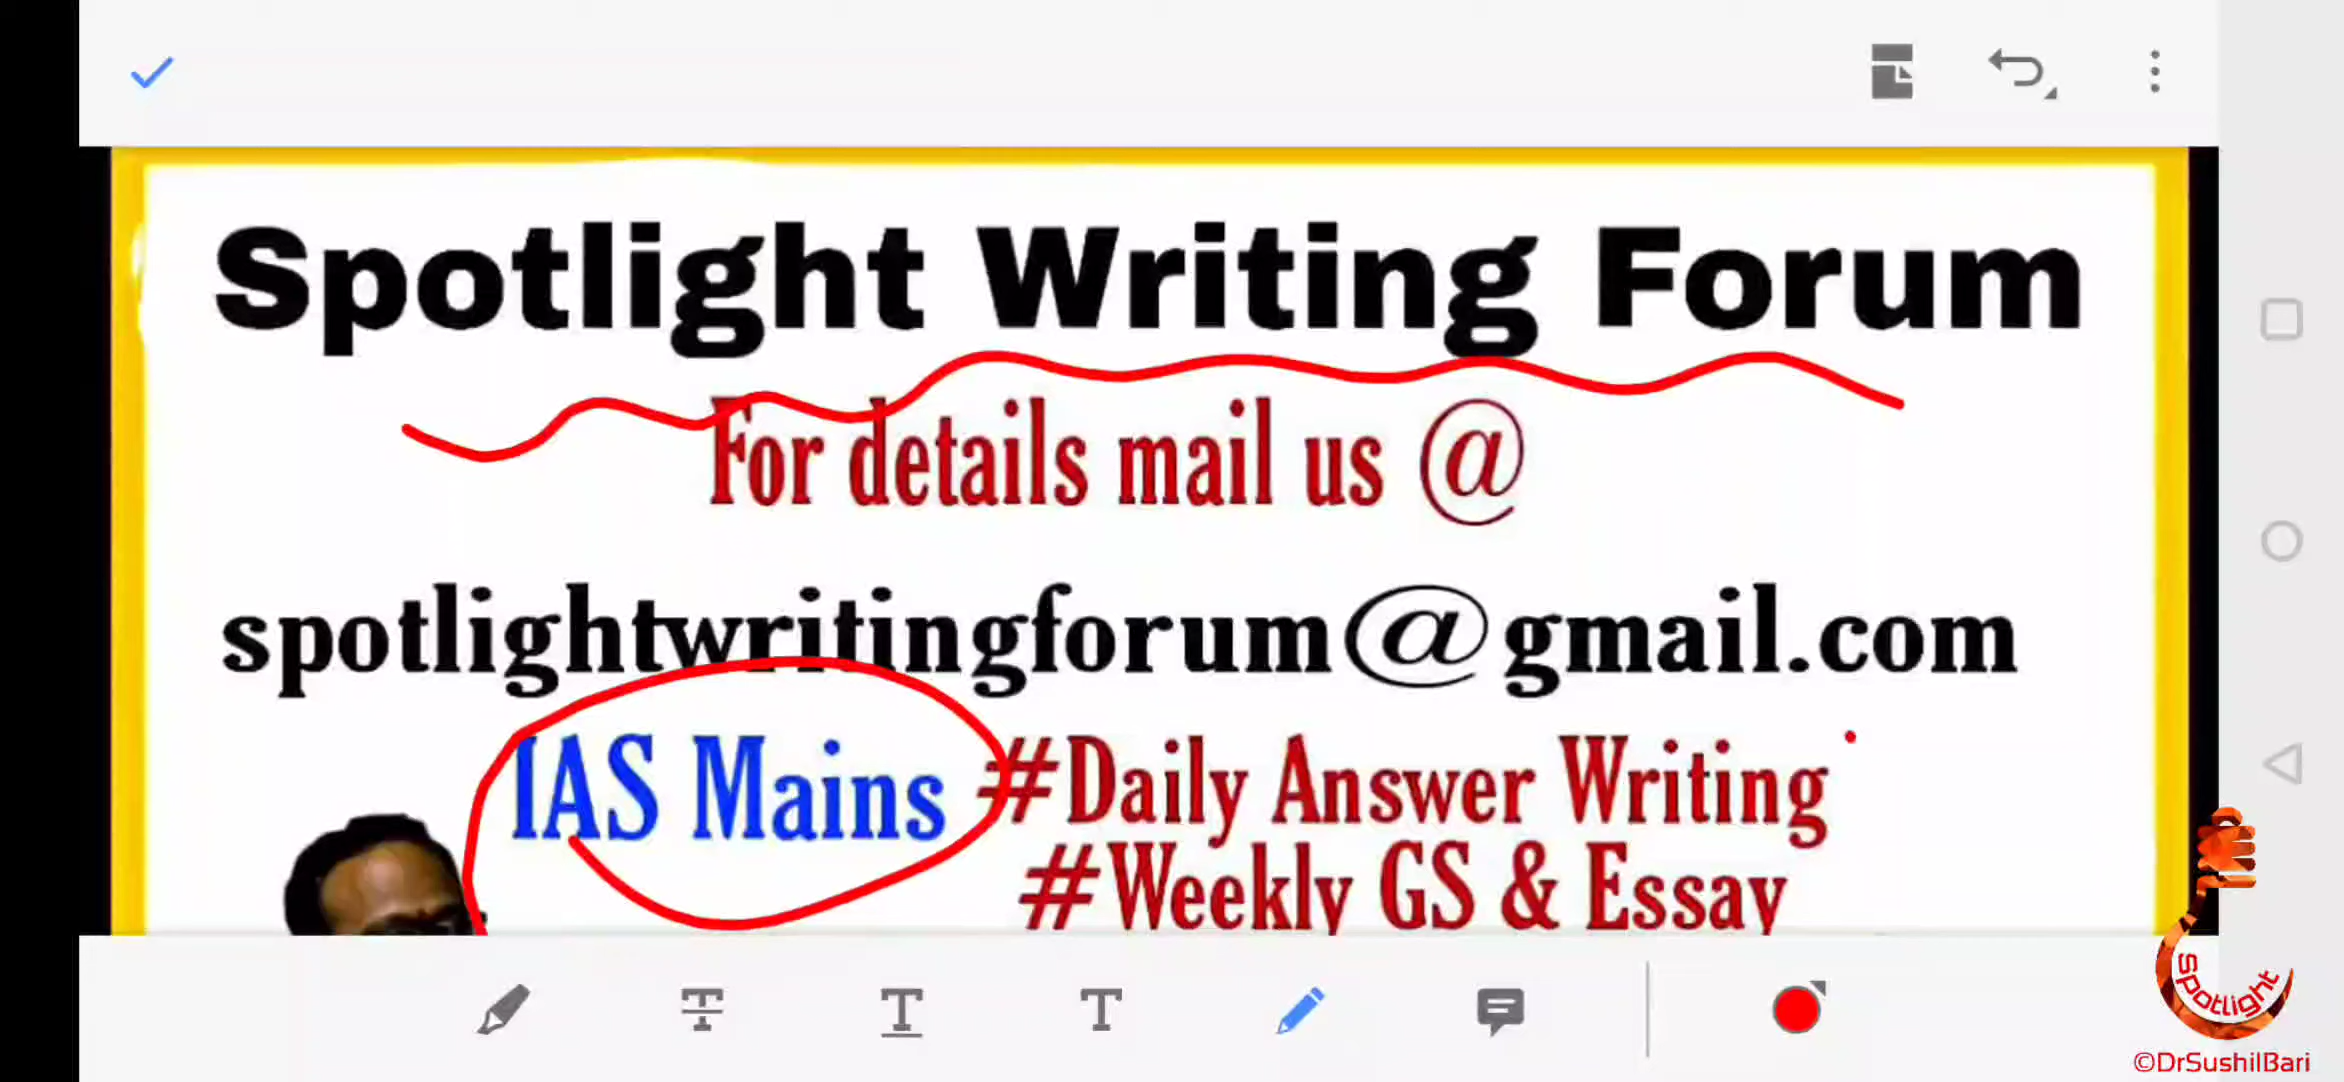 Spotlight Writing Forum
For details mail us @
spotlightwritingforum@gmail.com
IAS Mains #Daily Answer Writing
#Weekly GS & Essay
Spotlight
©DrSushilBari